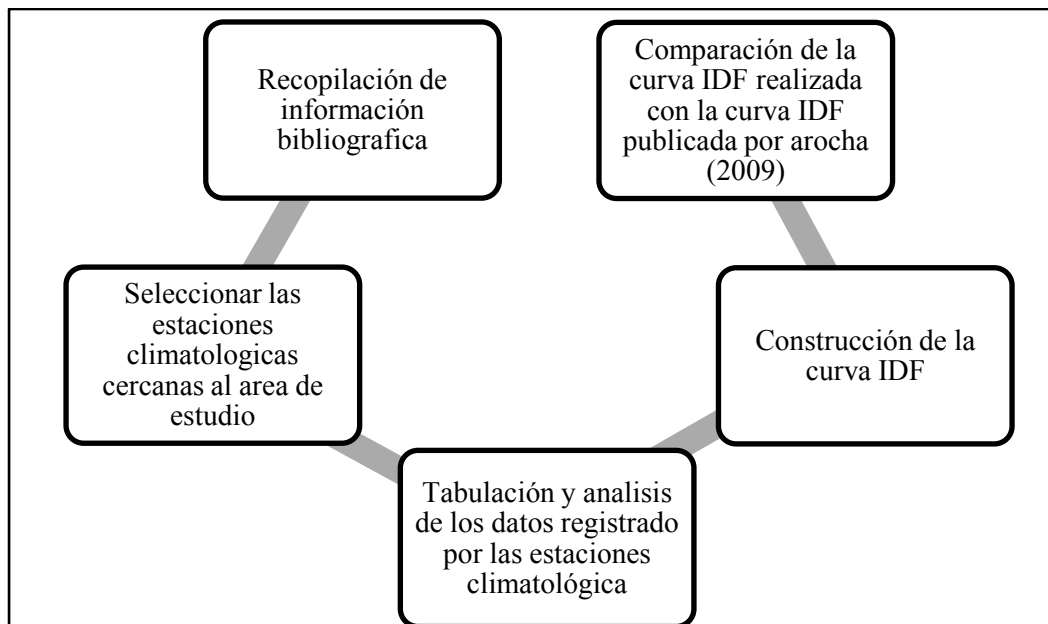 Recopilación de
información
bibliografica
Seleccionar las
estaciones
climatologicas
cercanas al area de
estudio
Tabulación y analisis
de los datos registrado
por las estaciones
climatológica
Construcción de la
curva IDF
Comparación de la
curva IDF realizada
con la curva IDF
publicada por arocha
(2009)